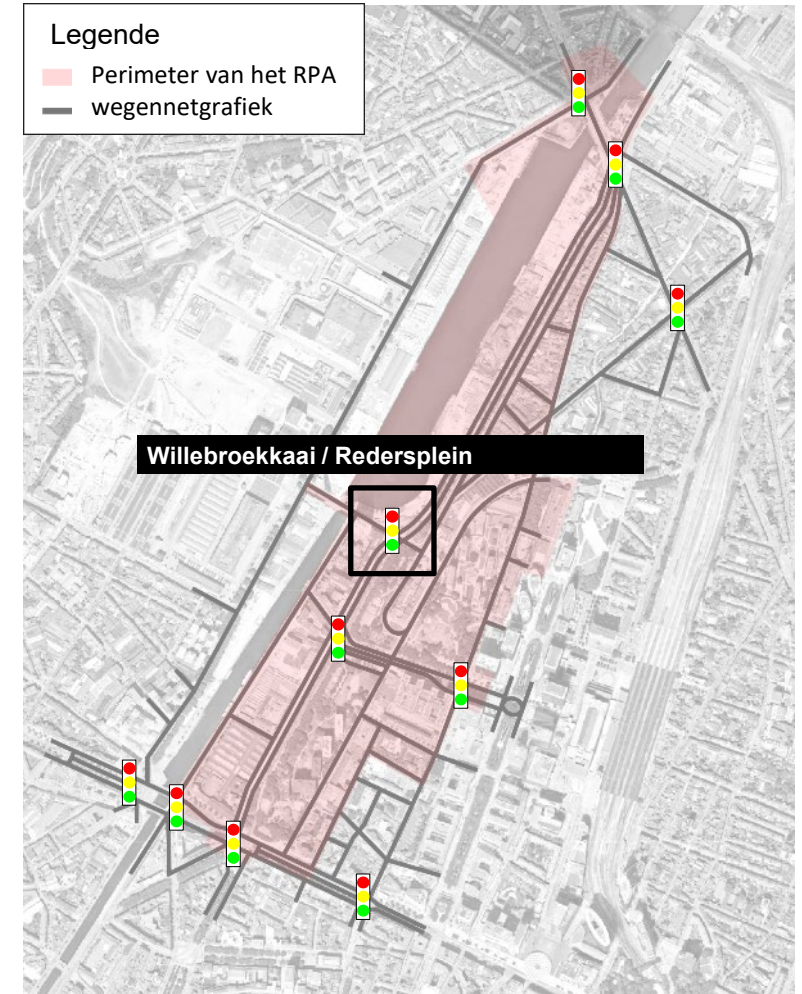 Legende
Perimeter van het RPA
wegennetgrafiek
Willebroekkaai / Redersplein